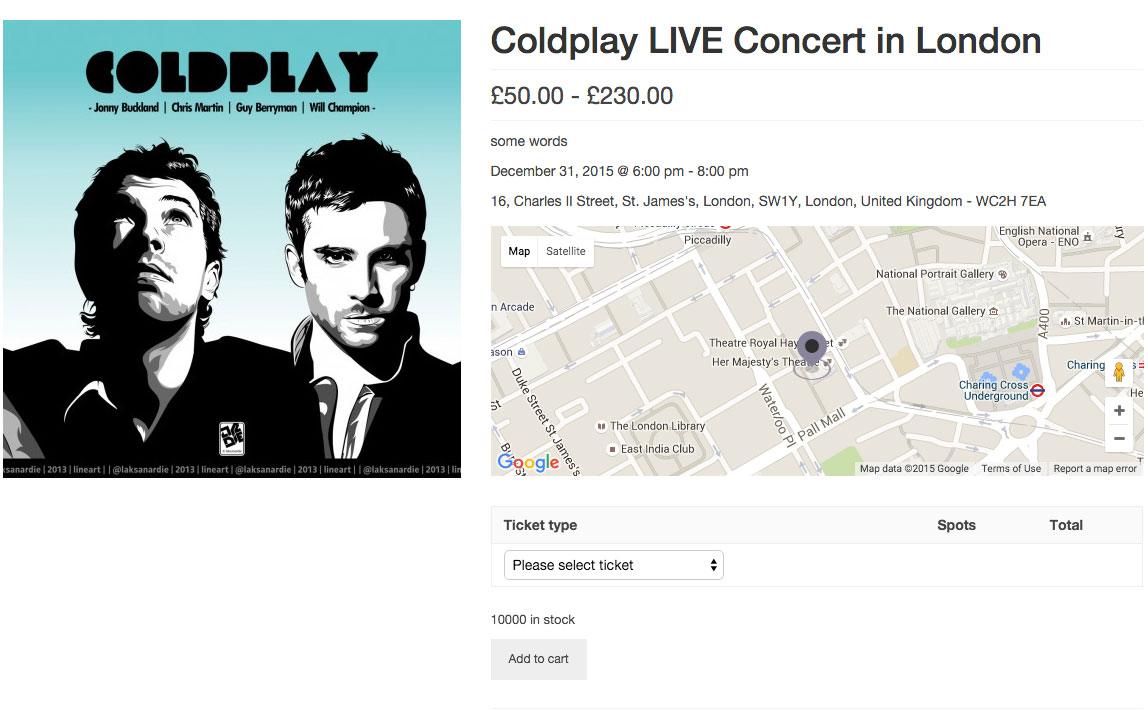 COLDPLAY
- Jonny Buckland | Chris Martin | Guy Berryman | Will Champion -
@laksanardie | 2013 | lineart | | @laksanardie | 2013 | lineart | @laksanardie | 2013 | lineart | | @laksanardie | 2013 |
Coldplay LIVE Concert in London
£50.00 - £230.00
some words
December 31, 2015 @ 6:00 pm - 8:00 pm
16, Charles II Street, St. James's, London, SW1Y, London, United Kingdom - WC2H 7EA
Map Satellite
Piccadilly
English National
Opera - ENO
National Portrait Gallery
The National Gallery
A400
St Martin-in-th
n Arcade
ason
Theatre Royal Hay et
Her Majesty's Theat
Duke Street St James's
Waterloo Pl
Pall Mall
Charing
Charing Cross
Underground
The London Library
East India Club
St
Google
Map data ©2015 Google Terms of Use Report a map error
+
−
Ticket type Spots Total
Please select ticket
10000 in stock
Add to cart